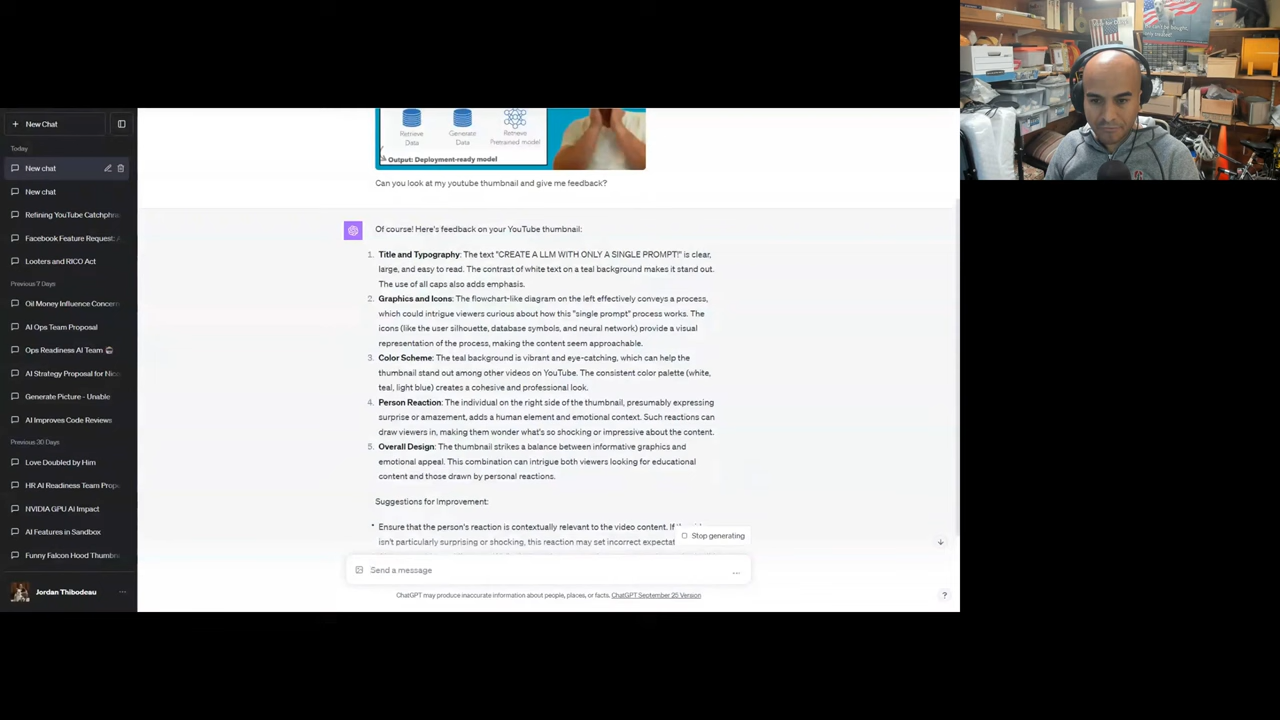 New Chat
Today
New chat
New chat
Refining YouTube Catchphra
Facebook Feature Request: A
Looters and RICO Act
Previous 7 Days
Oil Money Influence Concern
AI Ops Team Proposal
Ops Readiness AI Team
AI Strategy Proposal for Nice
Generate Picture - Unable
AI Improves Code Reviews
Previous 30 Days
Love Doubled by Him
HR AI Readiness Team Prop
NVIDIA GPU AI Impact
AI Features in Sandbox
Funny Falcon Hood Thumbn
Jordan Thibodeau
Retrieve Data
Generate Data
Retrieve Pretrained model
Output: Deployment-ready model
Can you look at my youtube thumbnail and give me feedback?
Of course! Here's feedback on your YouTube thumbnail:
1. Title and Typography: The text "CREATE A LLM WITH ONLY A SINGLE PROMPT!" is clear,
large, and easy to read. The contrast of white text on a teal background makes it stand out.
The use of all caps also adds emphasis.
2. Graphics and Icons: The flowchart-like diagram on the left effectively conveys a process,
which could intrigue viewers curious about how this "single prompt" process works. The
icons (like the user silhouette, database symbols, and neural network) provide a visual
representation of the process, making the content seem approachable.
3. Color Scheme: The teal background is vibrant and eye-catching, which can help the
thumbnail stand out among other videos on YouTube. The consistent color palette (white,
teal, light blue) creates a cohesive and professional look.
4. Person Reaction: The individual on the right side of the thumbnail, presumably expressing
surprise or amazement, adds a human element and emotional context. Such reactions can
draw viewers in, making them wonder what's so shocking or impressive about the content.
5. Overall Design: The thumbnail strikes a balance between informative graphics and
emotional appeal. This combination can intrigue both viewers looking for educational
content and those drawn by personal reactions.
Suggestions for Improvement:
• Ensure that the person's reaction is contextually relevant to the video content. If
isn't particularly surprising or shocking, this reaction may set incorrect expectat
Stop generating
Send a message
ChatGPT may produce inaccurate information about people, places, or facts. ChatGPT September 25 Version
?